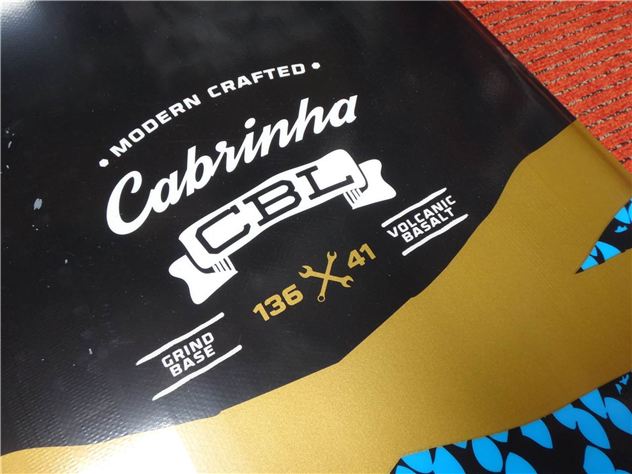 • MODERN CRAFTED •
Cabrinha
CBL
VOLCANIC
BASALT
136 41
GRIND
BASE